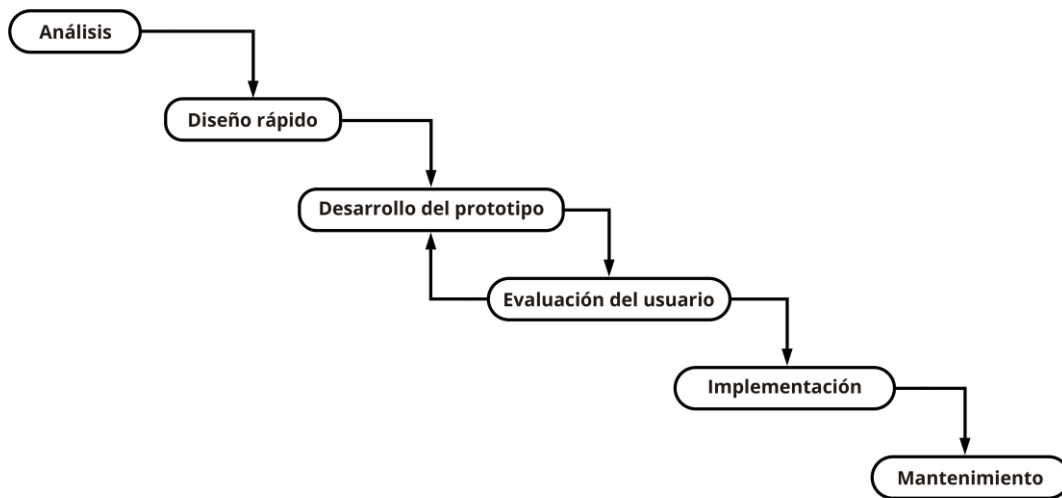 Análisis
Diseño rápido
Desarrollo del prototipo
Evaluación del usuario
Implementación
Mantenimiento